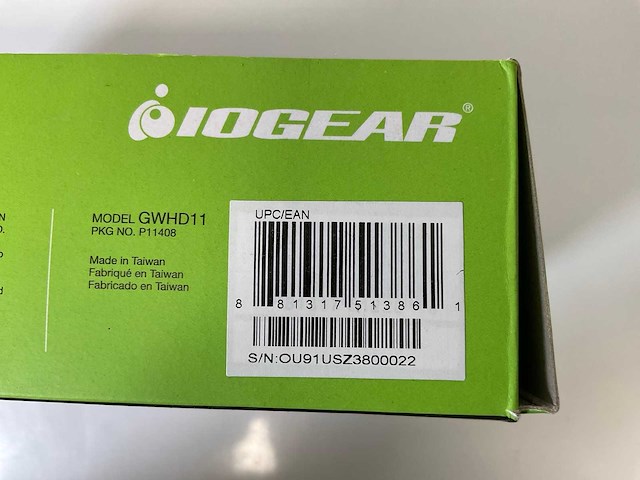 IOGEAR®
MODEL GWHD11
PKG NO. P11408
Made in Taiwan
Fabriqué en Taiwan
Fabricado en Taiwan
UPC/EAN
8 81317 51386 1
S/N:OU91USZ3800022